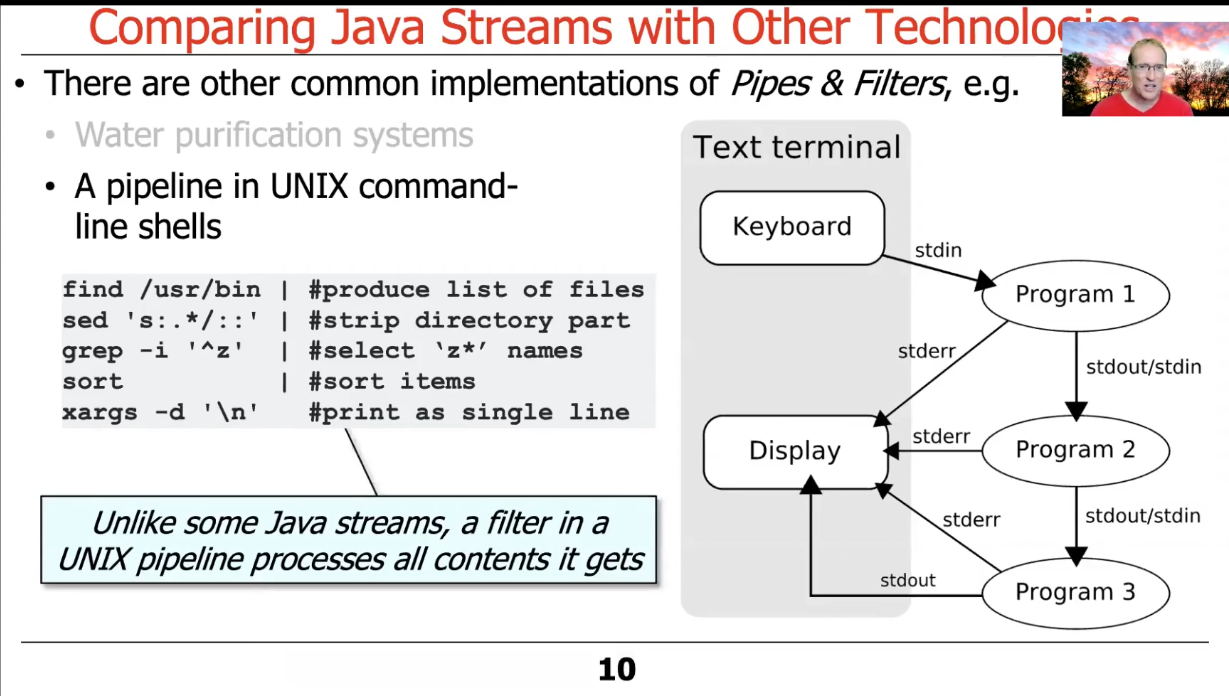 Comparing Java Streams with Other Technologies
• There are other common implementations of Pipes & Filters, e.g.
• Water purification systems
• A pipeline in UNIX command-
line shells
find /usr/bin | #produce list of files
sed 's:.*/::' | #strip directory part
grep -i '^z' | #select ‘z*’ names
sort | #sort items
xargs -d '\n' #print as single line
Unlike some Java streams, a filter in a
UNIX pipeline processes all contents it gets
Text terminal
Keyboard
stdin
Program 1
stderr
stdout/stdin
Display
stderr
Program 2
stderr
stdout/stdin
stdout
Program 3
10